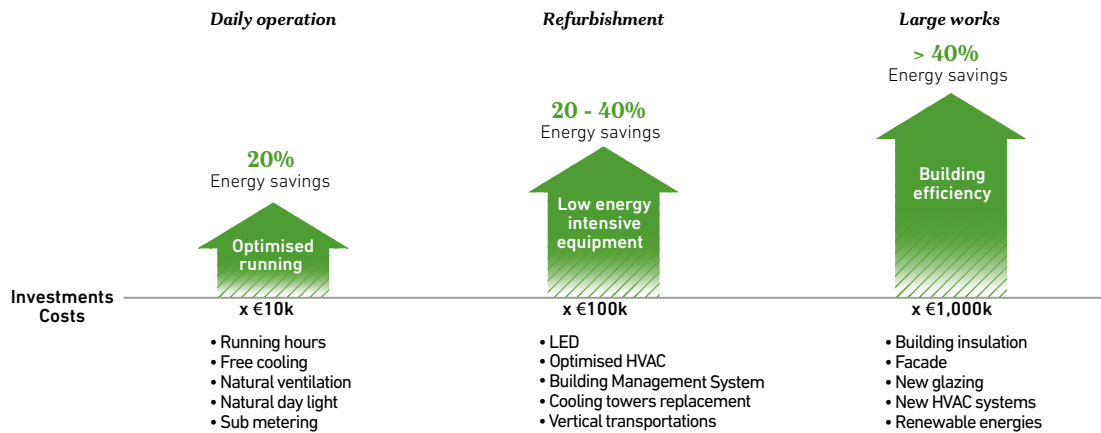 Daily operation
Refurbishment
Large works
20%
Energy savings
20 - 40%
Energy savings
> 40%
Energy savings
Optimised
running
Low energy
intensive
equipment
Building
efficiency
Investments
Costs
x €10k
x €100k
x €1,000k
• Running hours
• Free cooling
• Natural ventilation
• Natural day light
• Sub metering
• LED
• Optimised HVAC
• Building Management System
• Cooling towers replacement
• Vertical transportations
• Building insulation
• Facade
• New glazing
• New HVAC systems
• Renewable energies